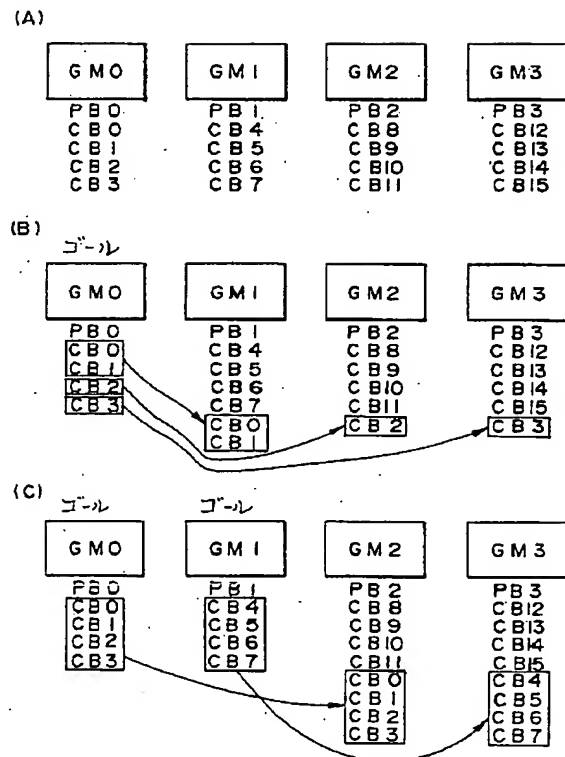 (A)
GM0 GM1 GM2 GM3
PB0 PB1 PB2 PB3
CB0 CB4 CB8 CB12
CB1 CB5 CB9 CB13
CB2 CB6 CB10 CB14
CB3 CB7 CB11 CB15
(B)
ゴール
GM0 GM1 GM2 GM3
PB0 PB1 PB2 PB3
CB0 CB4 CB8 CB12
CB1 CB5 CB9 CB13
CB2 CB6 CB10 CB14
CB3 CB7 CB11 CB15
CB0 CB2 CB3
CB1
(C)
ゴール ゴール
GM0 GM1 GM2 GM3
PB0 PB1 PB2 PB3
CB0 CB4 CB8 CB12
CB1 CB5 CB9 CB13
CB2 CB6 CB10 CB14
CB3 CB7 CB11 CB15
CB0 CB4
CB1 CB5
CB2 CB6
CB3 CB7